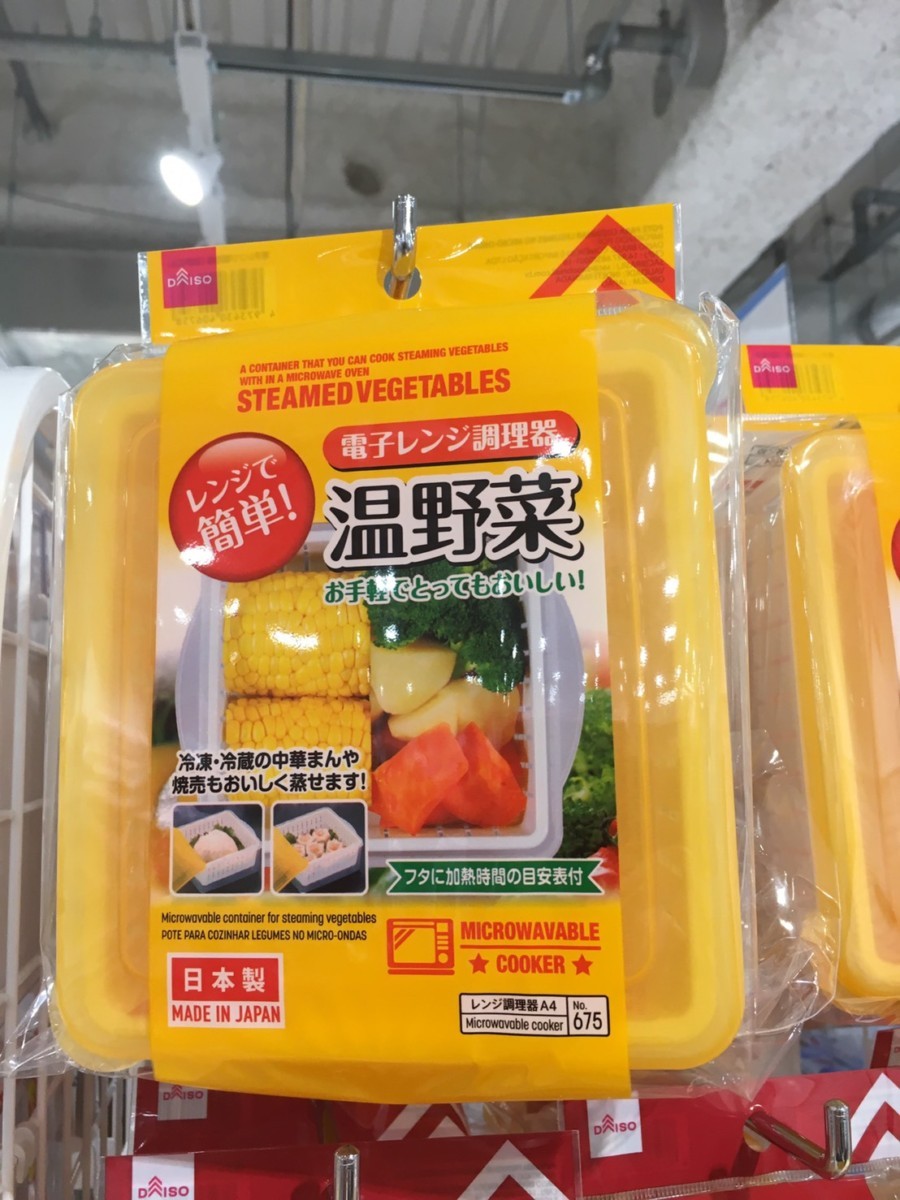 DAISO
A CONTAINER THAT YOU CAN COOK STEAMING VEGETABLES
WITH IN A MICROWAVE OVEN
STEAMED VEGETABLES
電子レンジ調理器
レンジで
簡単!
温野菜
お手軽でとってもおいしい!
冷凍・冷蔵の中華まんや
焼売もおいしく蒸せます!
フタに加熱時間の目安表付
Microwavable container for steaming vegetables
POTE PARA COZINHAR LEGUMES NO MICRO-ONDAS
MICROWAVABLE
COOKER
日本製
MADE IN JAPAN
レンジ調理器 A4
Microwavable cooker
No.
675
DAISO
DAISO
DAISO
DAISO